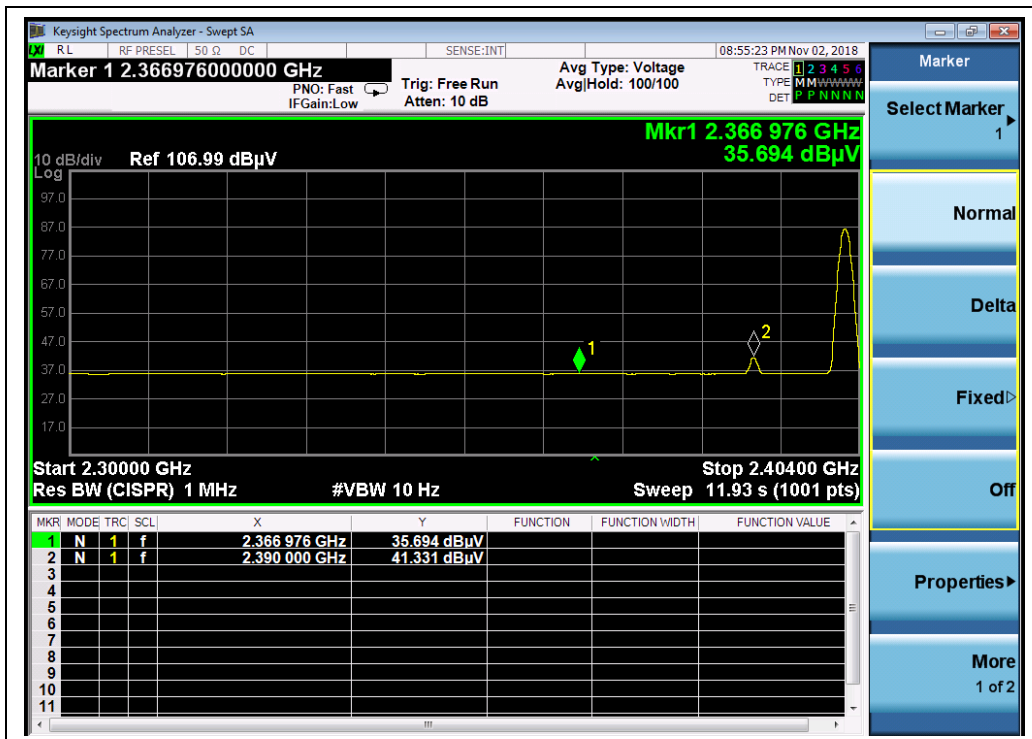 Keysight Spectrum Analyzer - Swept SA
LXI RL RF PRESEL 50 Ω DC SENSE:INT 08:55:23 PM Nov 02, 2018
Marker 1 2.366976000000 GHz
PNO: Fast
IFGain:Low
Trig: Free Run
Atten: 10 dB
Avg Type: Voltage
Avg|Hold: 100/100
TRACE 1 2 3 4 5 6
TYPE M M W W W W
DET P P N N N N
Mkr1 2.366 976 GHz
35.694 dBµV
10 dB/div Ref 106.99 dBµV
Log
97.0
87.0
77.0
67.0
57.0
47.0
37.0
27.0
17.0
1
2
Start 2.30000 GHz Stop 2.40400 GHz
Res BW (CISPR) 1 MHz #VBW 10 Hz Sweep 11.93 s (1001 pts)
MKR MODE TRC SCL X Y FUNCTION FUNCTION WIDTH FUNCTION VALUE
1 N 1 f 2.366 976 GHz 35.694 dBµV
2 N 1 f 2.390 000 GHz 41.331 dBµV
3
4
5
6
7
8
9
10
11
Marker
Select Marker
1
Normal
Delta
Fixed
Off
Properties
More
1 of 2